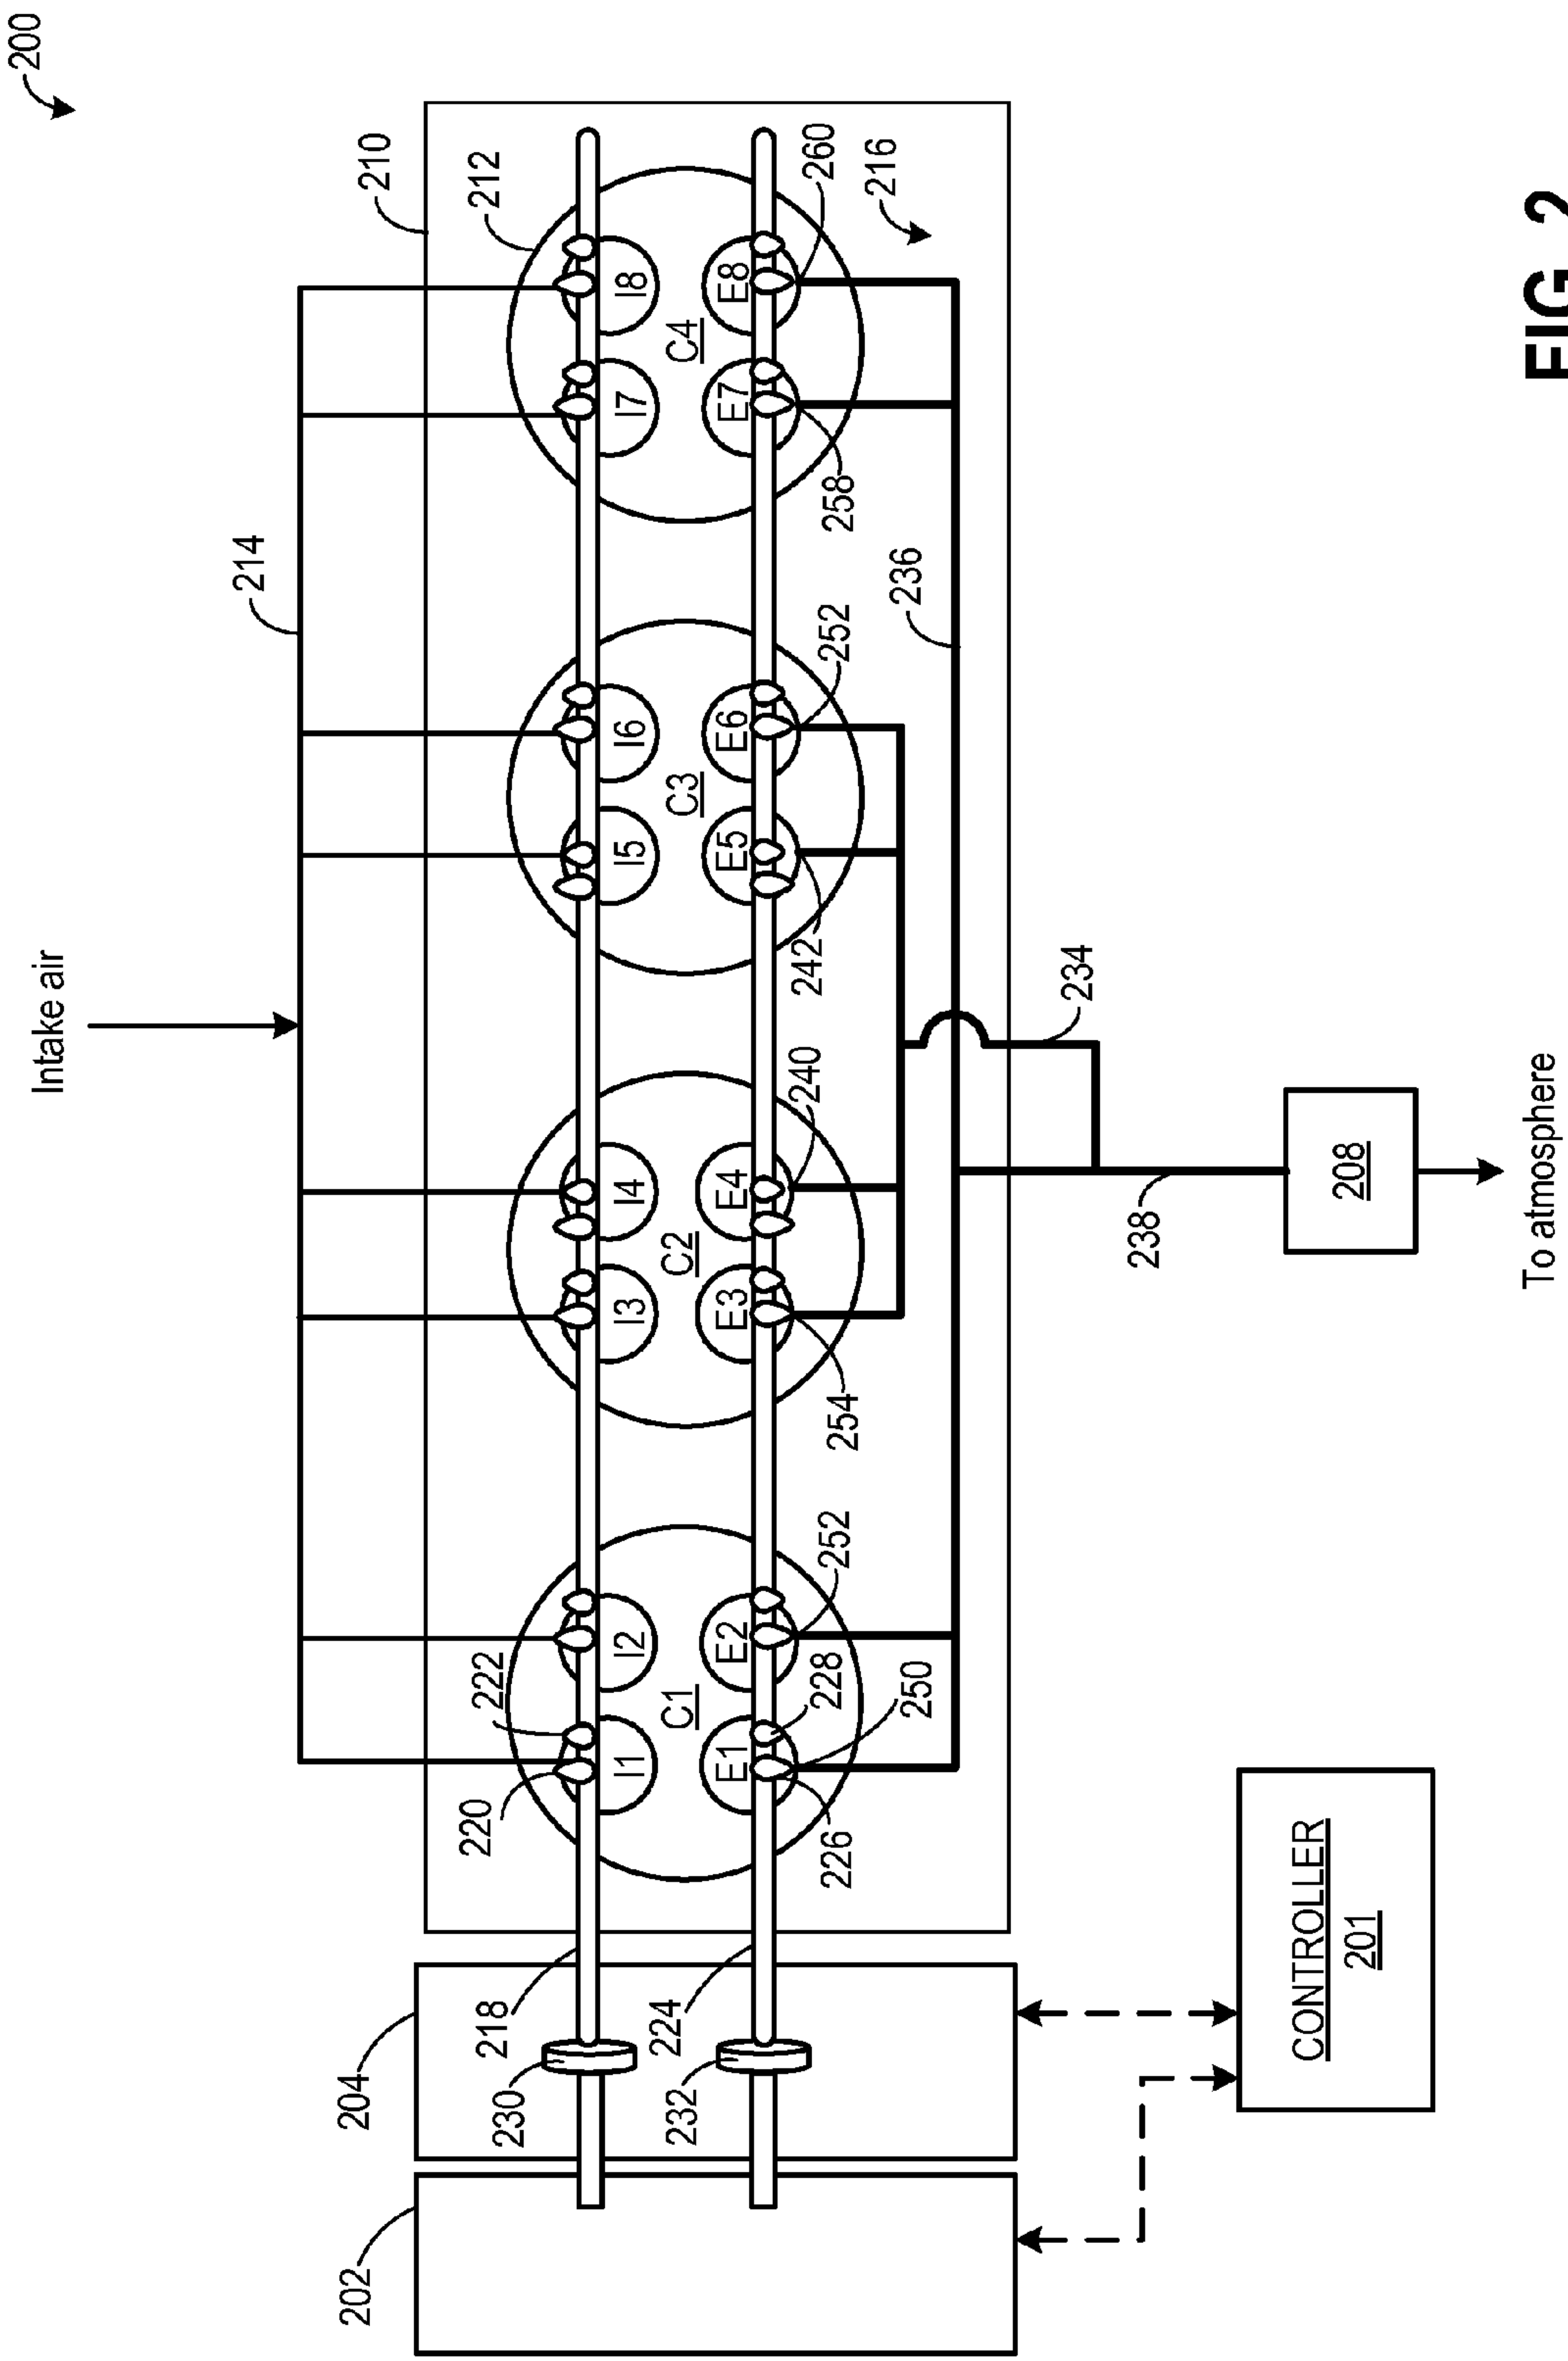 200
Intake air
214
210
212
220
222
I1
I2
I3
I4
I5
I6
I7
I8
C1
C2
C3
C4
E1
E2
E3
E4
E5
E6
E7
E8
226
228
250
252
254
240
242
252
258
260
216
236
234
238
208
To atmosphere
202
204
218
230
224
232
CONTROLLER
201
FIG. 2